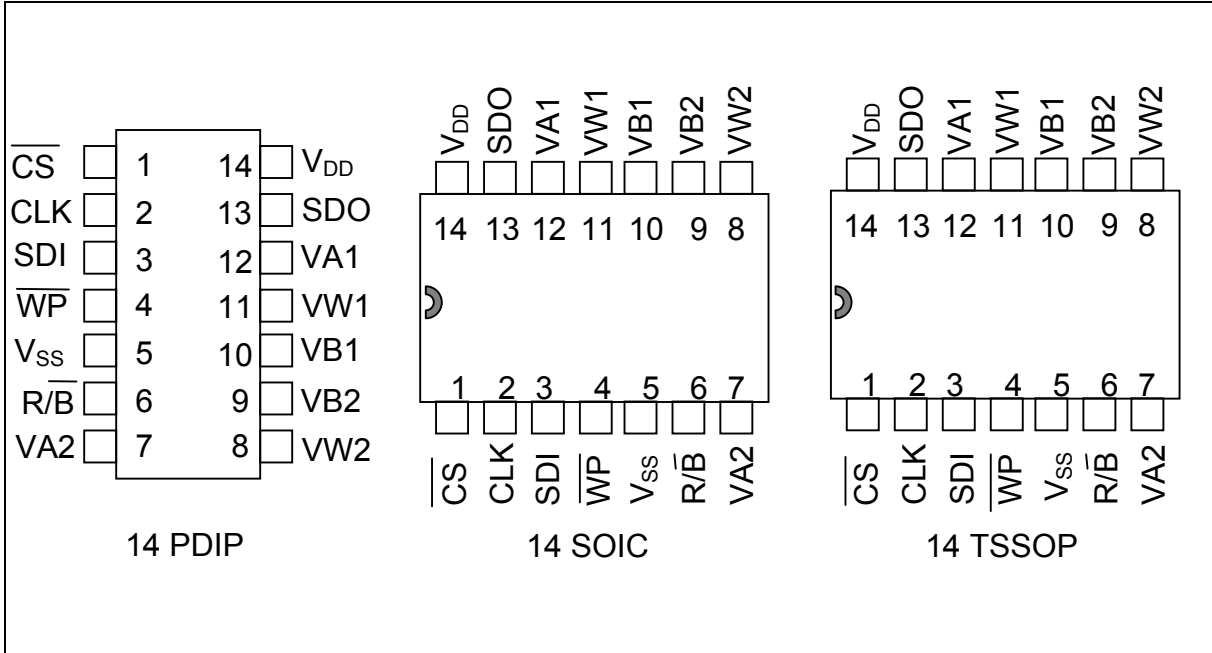 CS 1 14 VDD
CLK 2 13 SDO
SDI 3 12 VA1
WP 4 11 VW1
VSS 5 10 VB1
R/B 6 9 VB2
VA2 7 8 VW2
14 PDIP
VDD SDO VA1 VW1 VB1 VB2 VW2
14 13 12 11 10 9 8
1 2 3 4 5 6 7
CS CLK SDI WP VSS R/B VA2
14 SOIC
VDD SDO VA1 VW1 VB1 VB2 VW2
14 13 12 11 10 9 8
1 2 3 4 5 6 7
CS CLK SDI WP VSS R/B VA2
14 TSSOP